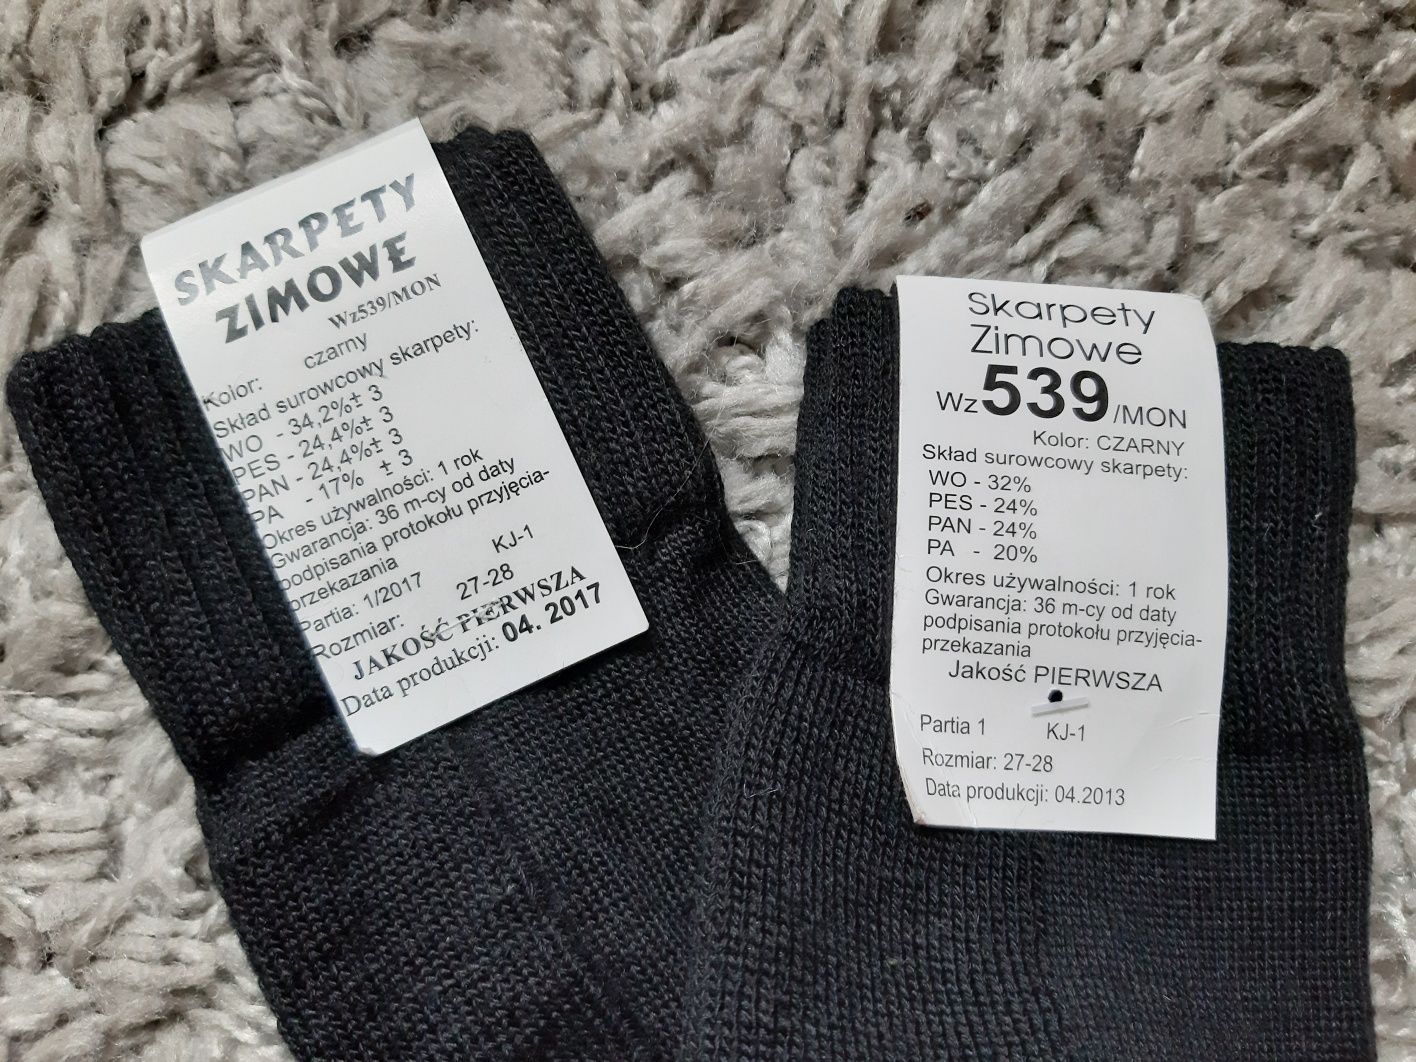 SKARPETY
ZIMOWE
Wz539/MON
Kolor: czarny
Skład surowcowy skarpety:
WO - 34,2%± 3
PES - 24,4%± 3
PAN - 24,4%± 3
PA - 17% ± 3
Okres używalności: 1 rok
Gwarancja: 36 m-cy od daty
podpisania protokołu przyjęcia-
przekazania
Partia: 1/2017 KJ-1
Rozmiar: 27-28
JAKOŚĆ PIERWSZA
Data produkcji: 04. 2017
Skarpety
Zimowe
Wz539/MON
Kolor: CZARNY
Skład surowcowy skarpety:
WO - 32%
PES - 24%
PAN - 24%
PA - 20%
Okres używalności: 1 rok
Gwarancja: 36 m-cy od daty
podpisania protokołu przyjęcia-
przekazania
Jakość PIERWSZA
Partia 1 KJ-1
Rozmiar: 27-28
Data produkcji: 04.2013